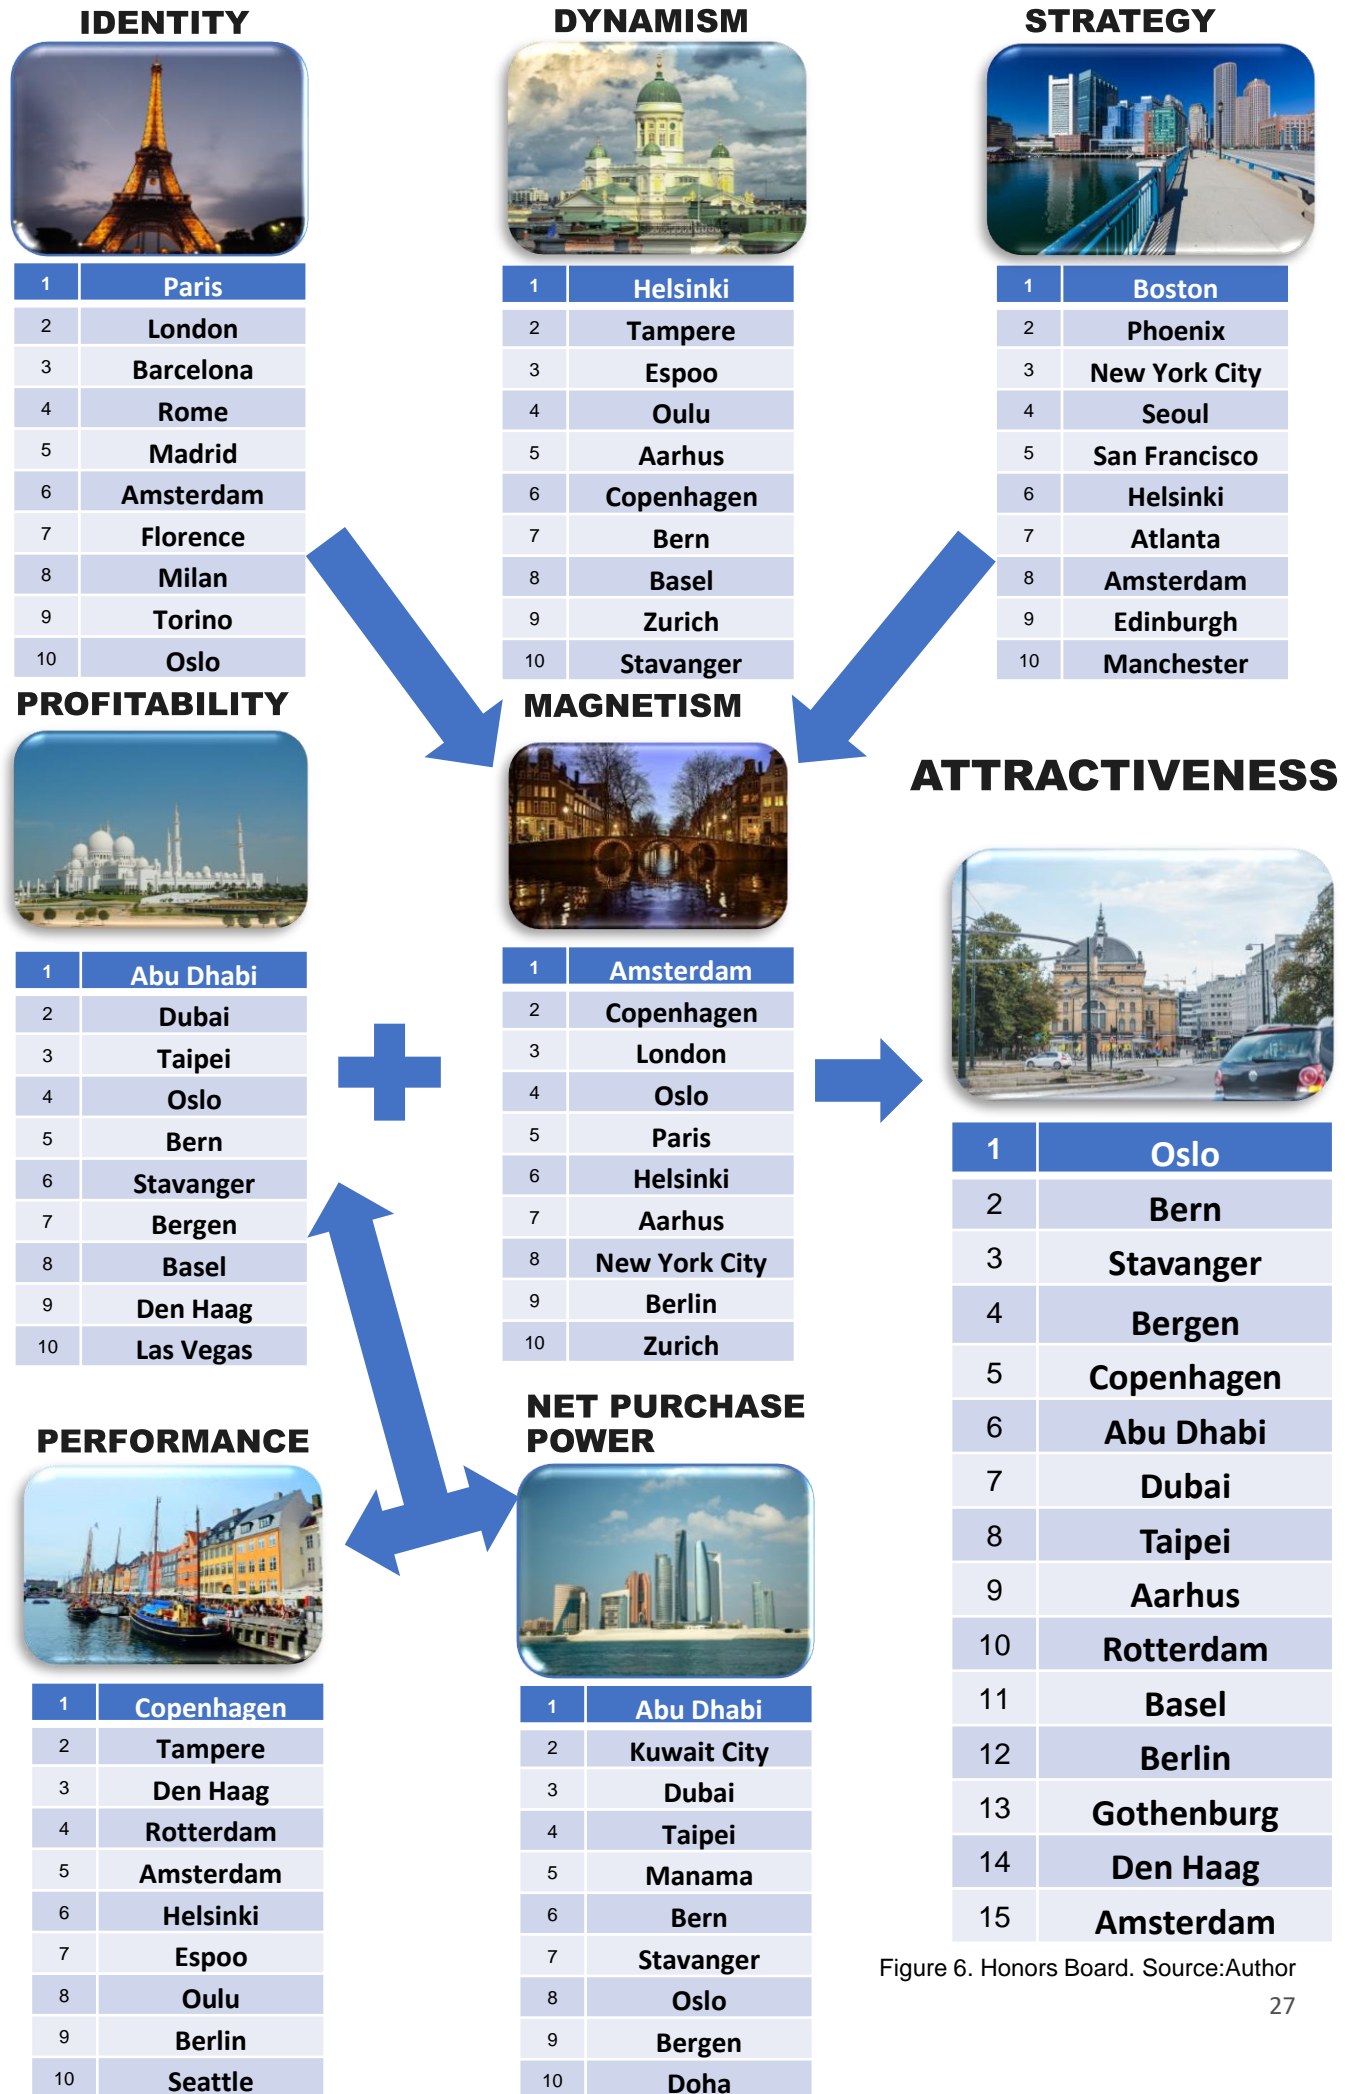 IDENTITY
1 Paris
2 London
3 Barcelona
4 Rome
5 Madrid
6 Amsterdam
7 Florence
8 Milan
9 Torino
10 Oslo
DYNAMISM
1 Helsinki
2 Tampere
3 Espoo
4 Oulu
5 Aarhus
6 Copenhagen
7 Bern
8 Basel
9 Zurich
10 Stavanger
STRATEGY
1 Boston
2 Phoenix
3 New York City
4 Seoul
5 San Francisco
6 Helsinki
7 Atlanta
8 Amsterdam
9 Edinburgh
10 Manchester
PROFITABILITY
1 Abu Dhabi
2 Dubai
3 Taipei
4 Oslo
5 Bern
6 Stavanger
7 Bergen
8 Basel
9 Den Haag
10 Las Vegas
MAGNETISM
1 Amsterdam
2 Copenhagen
3 London
4 Oslo
5 Paris
6 Helsinki
7 Aarhus
8 New York City
9 Berlin
10 Zurich
ATTRACTIVENESS
1 Oslo
2 Bern
3 Stavanger
4 Bergen
5 Copenhagen
6 Abu Dhabi
7 Dubai
8 Taipei
9 Aarhus
10 Rotterdam
11 Basel
12 Berlin
13 Gothenburg
14 Den Haag
15 Amsterdam
PERFORMANCE
1 Copenhagen
2 Tampere
3 Den Haag
4 Rotterdam
5 Amsterdam
6 Helsinki
7 Espoo
8 Oulu
9 Berlin
10 Seattle
NET PURCHASE
POWER
1 Abu Dhabi
2 Kuwait City
3 Dubai
4 Taipei
5 Manama
6 Bern
7 Stavanger
8 Oslo
9 Bergen
10 Doha
Figure 6. Honors Board. Source:Author
27